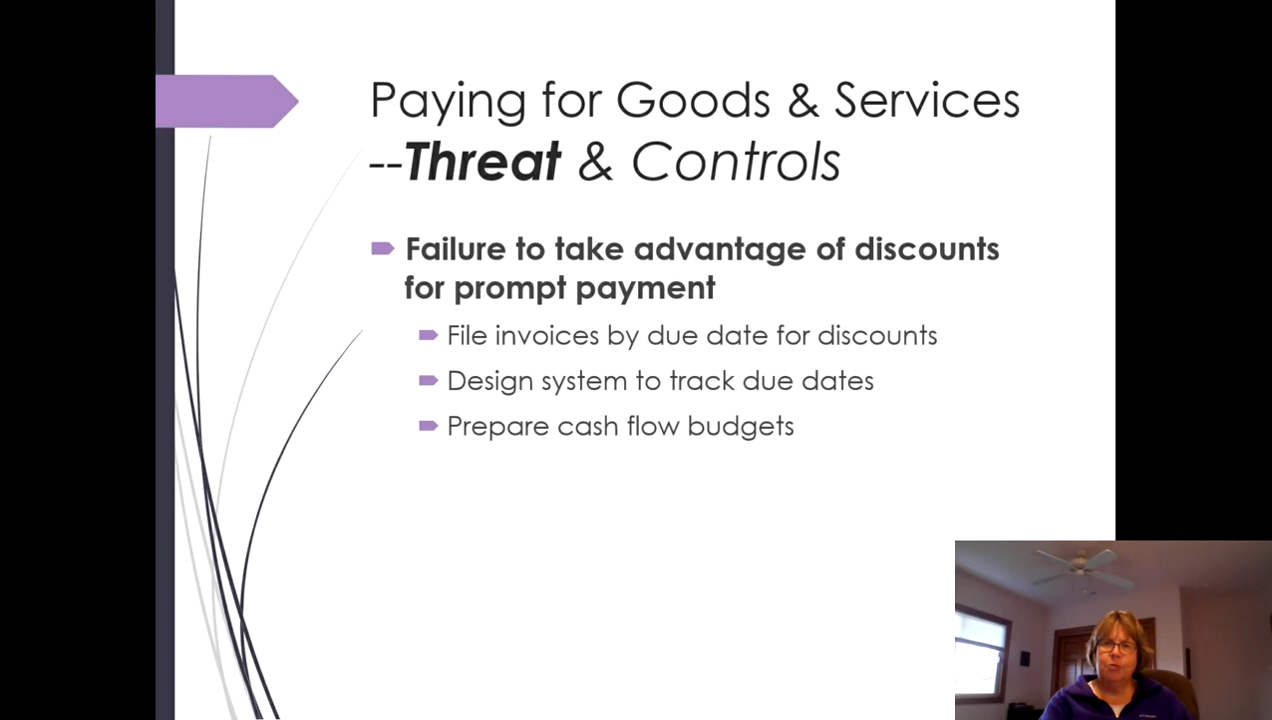 Paying for Goods & Services
--Threat & Controls
Failure to take advantage of discounts
for prompt payment
File invoices by due date for discounts
Design system to track due dates
Prepare cash flow budgets